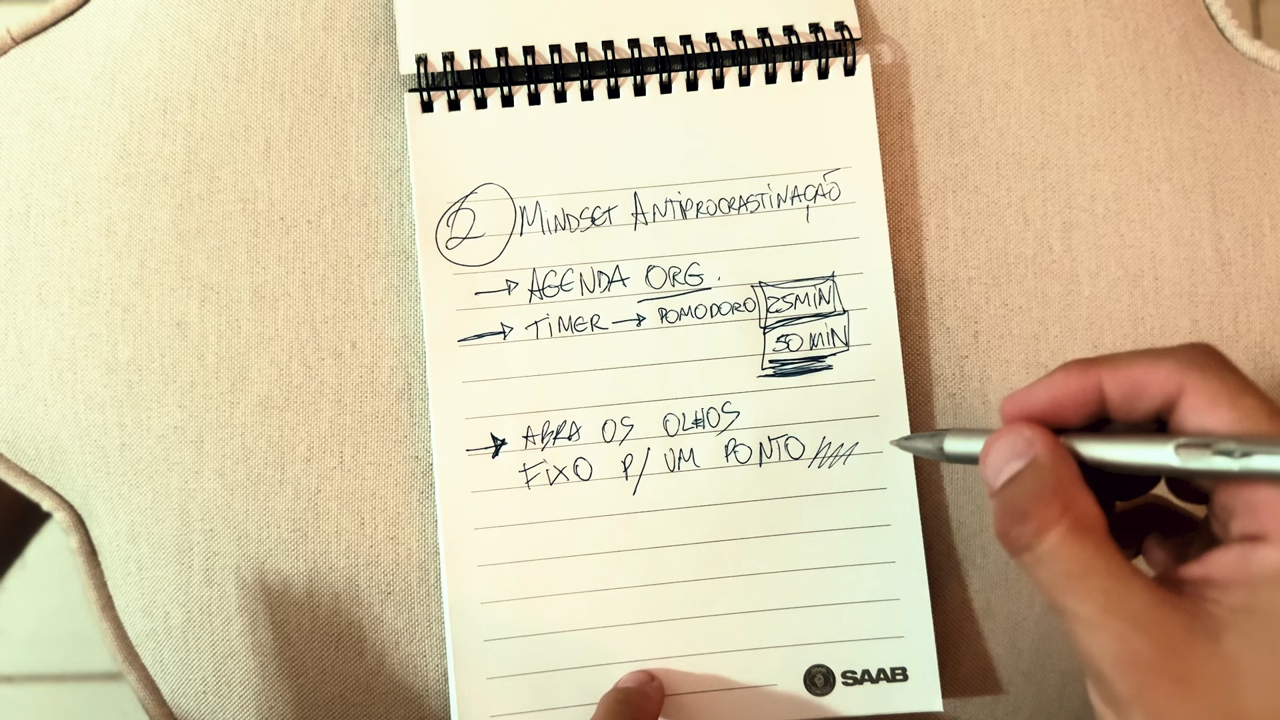 2 MINDSET ANTIPROCRASTINAÇÃO
→ AGENDA ORG.
→ TIMER → POMODORO 25MIN
50 MIN
→ ABRA OS OLHOS
FIXO P/ UM PONTO
SAAB